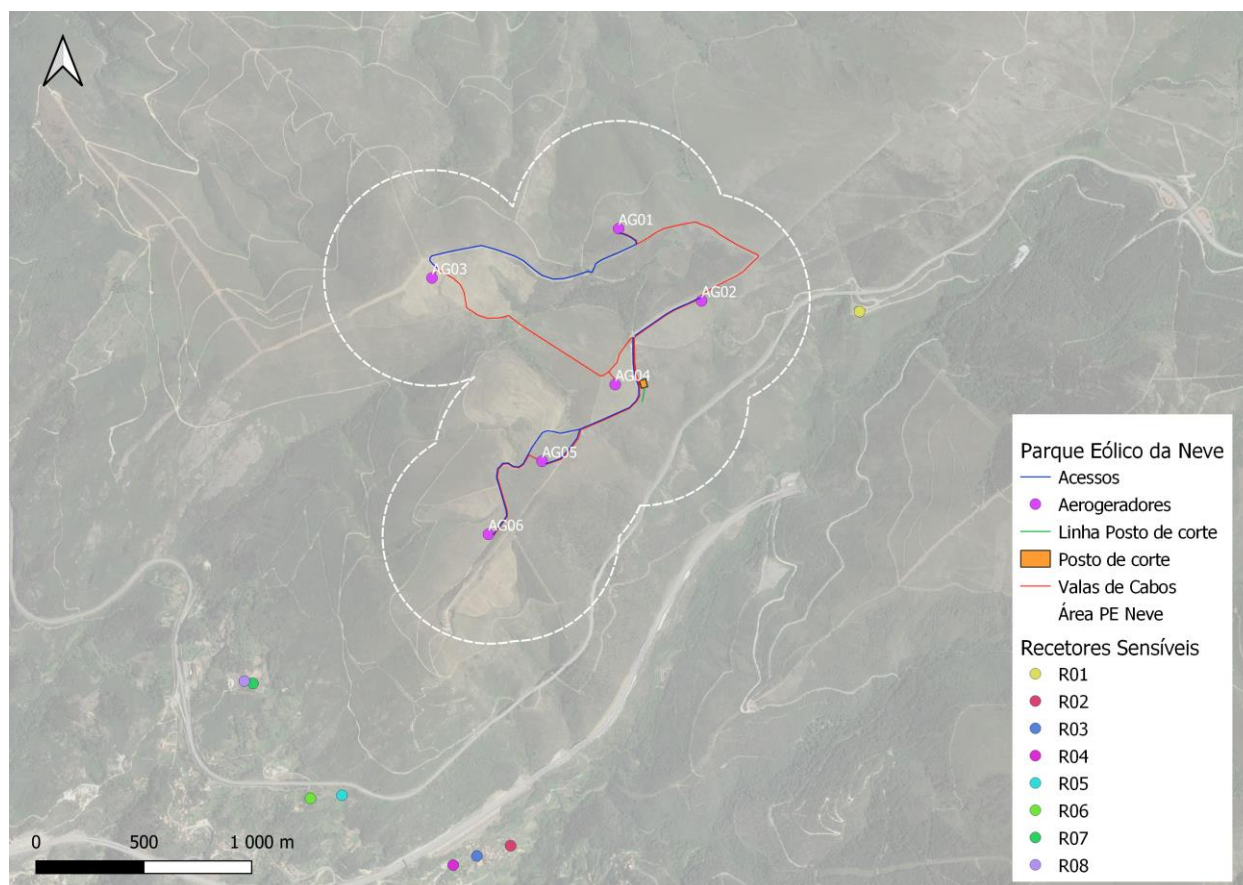 AG01
AG03
AG02
AG04
AG05
AG06
Parque Eólico da Neve
Acessos
Aerogeradores
Linha Posto de corte
Posto de corte
Valas de Cabos
Área PE Neve
Recetores Sensíveis
R01
R02
R03
R04
R05
R06
R07
R08
0 500 1 000 m